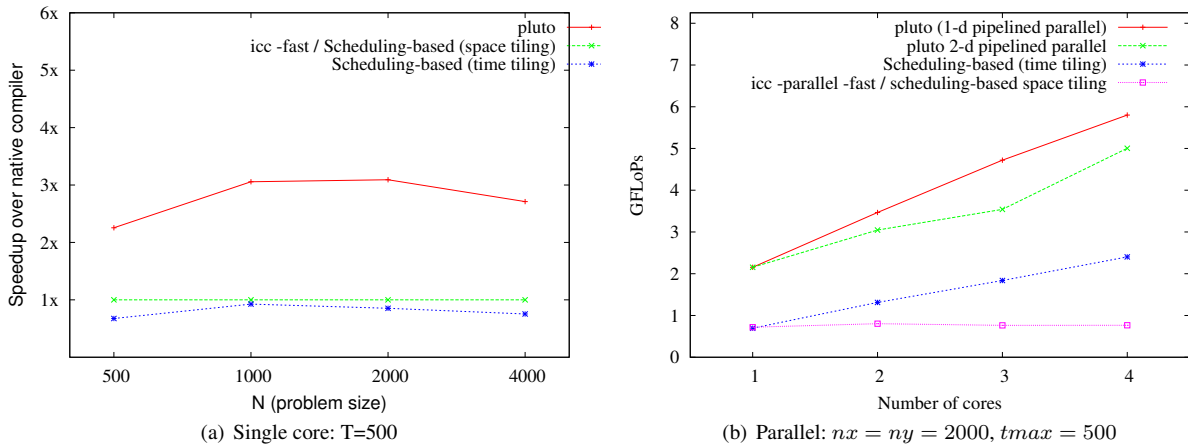 6x
5x
4x
3x
2x
1x
Speedup over native compiler
pluto
icc -fast / Scheduling-based (space tiling)
Scheduling-based (time tiling)
500
1000
2000
4000
N (problem size)
(a) Single core: T=500
8
7
6
5
4
3
2
1
0
GFLoPs
pluto (1-d pipelined parallel)
pluto 2-d pipelined parallel
Scheduling-based (time tiling)
icc -parallel -fast / scheduling-based space tiling
1
2
3
4
Number of cores
(b) Parallel: nx = ny = 2000, tmax = 500